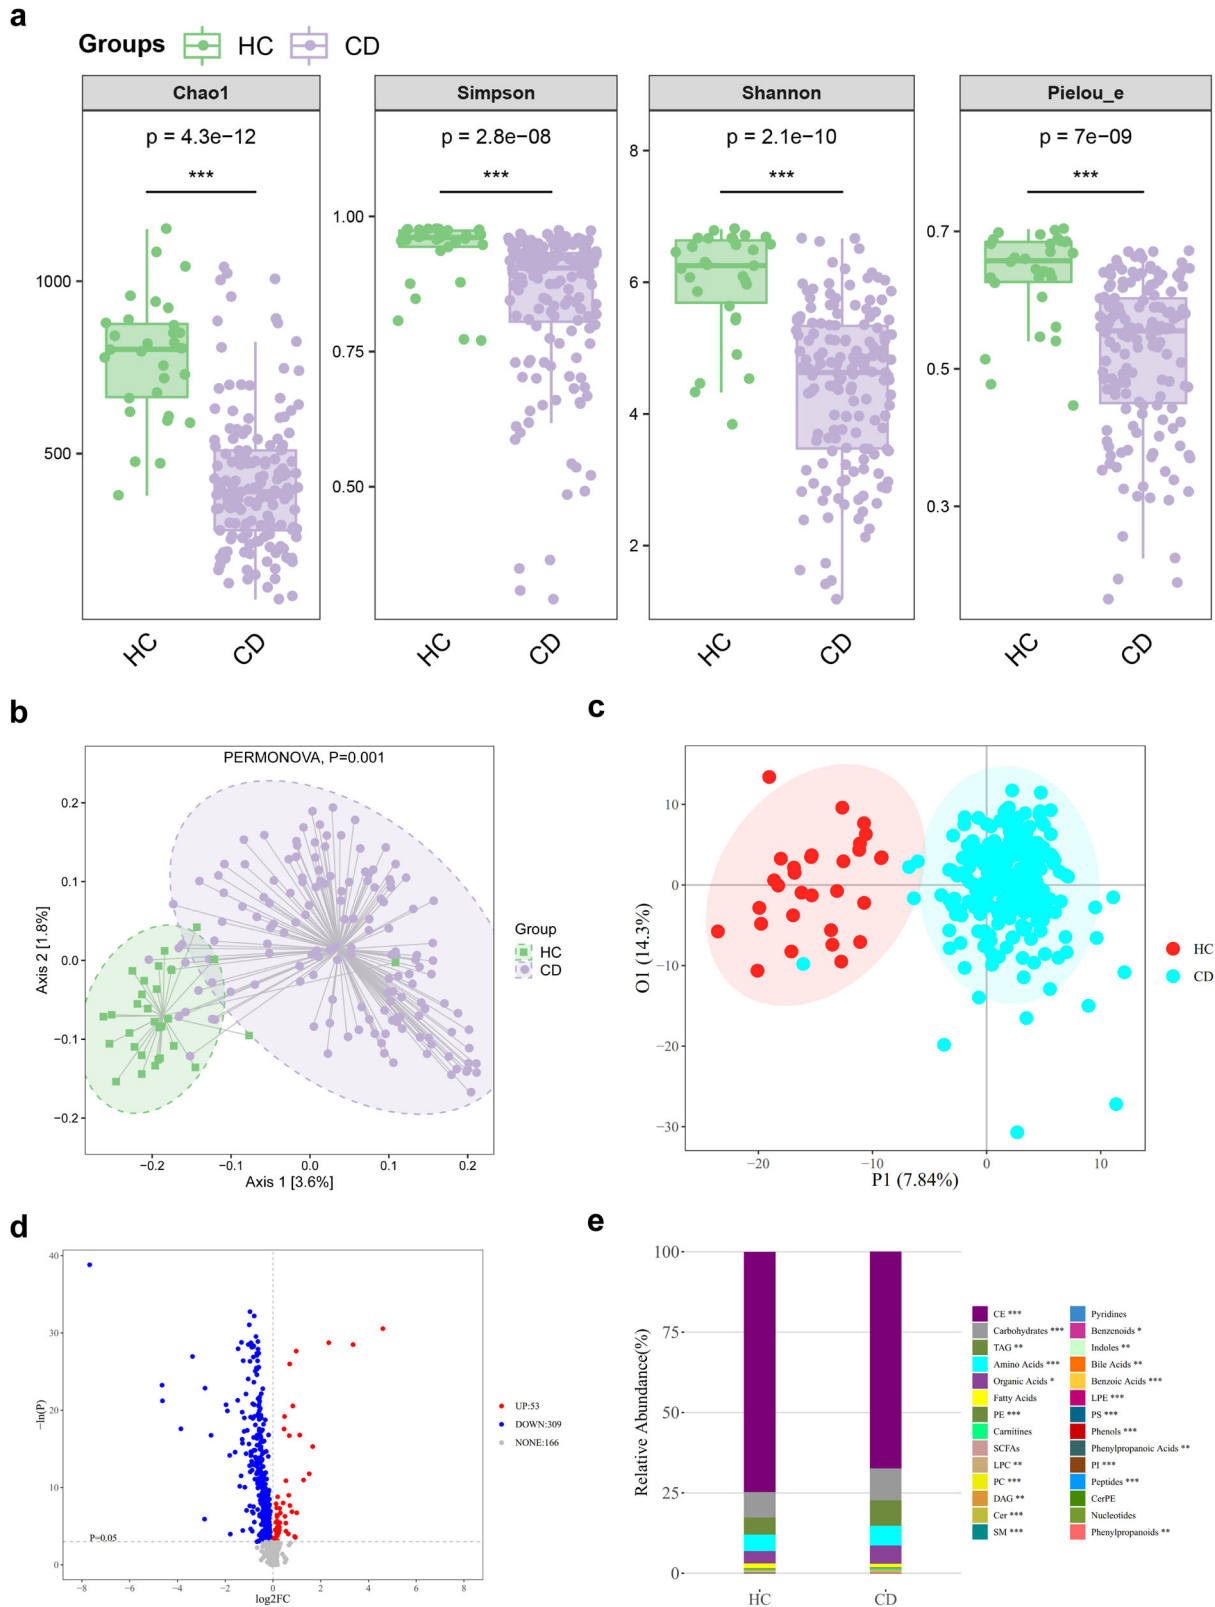 a
Groups HC CD
Chao1 Simpson Shannon Pielou_e
p = 4.3e−12 p = 2.8e−08 p = 2.1e−10 p = 7e−09
*** *** *** ***
1000
500
1.00
0.75
0.50
8
6
4
2
0.7
0.5
0.3
HC CD HC CD HC CD HC CD
b
PERMONOVA, P=0.001
Axis 2 [1.8%]
0.2
0.1
0.0
−0.1
−0.2
−0.2 −0.1 0.0 0.1 0.2
Axis 1 [3.6%]
Group
HC
CD
c
O1 (14.3%)
10
0
−10
−20
−30
−20 −10 0 10
P1 (7.84%)
HC
CD
d
−ln(P)
40
30
20
10
0
P=0.05
−8 −6 −4 −2 0 2 4 6 8
log2FC
UP:53
DOWN:309
NONE:166
e
Relative Abundance(%)
100
75
50
25
0
HC CD
CE ***
Carbohydrates ***
TAG **
Amino Acids ***
Organic Acids *
Fatty Acids
PE ***
Carnitines
SCFAs
LPC **
PC ***
DAG **
Cer ***
SM ***
Pyridines
Benzenoids *
Indoles **
Bile Acids **
Benzoic Acids ***
LPE ***
PS ***
Phenols ***
Phenylpropanoic Acids **
PI ***
Peptides ***
CerPE
Nucleotides
Phenylpropanoids **